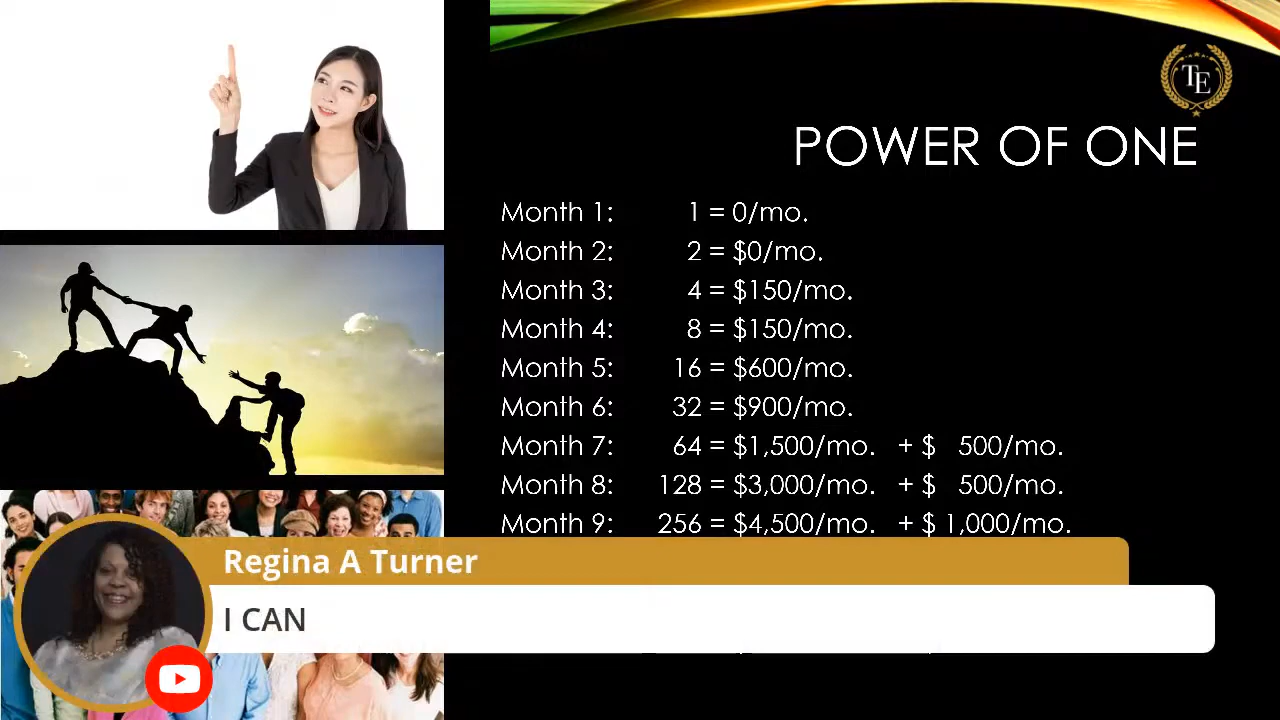 TE
POWER OF ONE
Month 1: 1 = 0/mo.
Month 2: 2 = $0/mo.
Month 3: 4 = $150/mo.
Month 4: 8 = $150/mo.
Month 5: 16 = $600/mo.
Month 6: 32 = $900/mo.
Month 7: 64 = $1,500/mo. + $ 500/mo.
Month 8: 128 = $3,000/mo. + $ 500/mo.
Month 9: 256 = $4,500/mo. + $ 1,000/mo.
Regina A Turner
I CAN